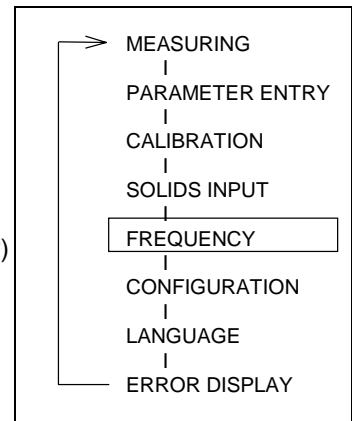 MEASURING
PARAMETER ENTRY
CALIBRATION
SOLIDS INPUT
)
FREQUENCY
CONFIGURATION
LANGUAGE
ERROR DISPLAY